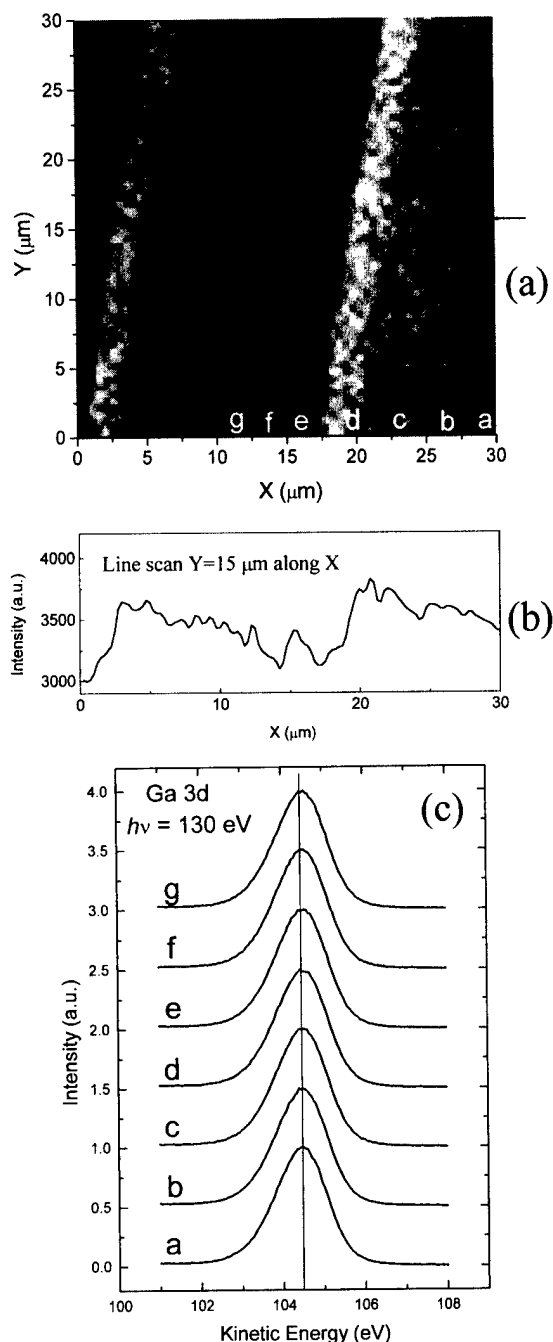 30
25
20
15
10
5
0
Y (μm)
(a)
g f e d c b a
0 5 10 15 20 25 30
X (μm)
4000
3500
3000
Intensity (a.u.)
Line scan Y=15 μm along X
(b)
0 10 20 30
X (μm)
Ga 3d
hν = 130 eV
(c)
4.0
3.5
3.0
2.5
2.0
1.5
1.0
0.5
0.0
Intensity (a.u.)
g
f
e
d
c
b
a
100 102 104 106 108
Kinetic Energy (eV)